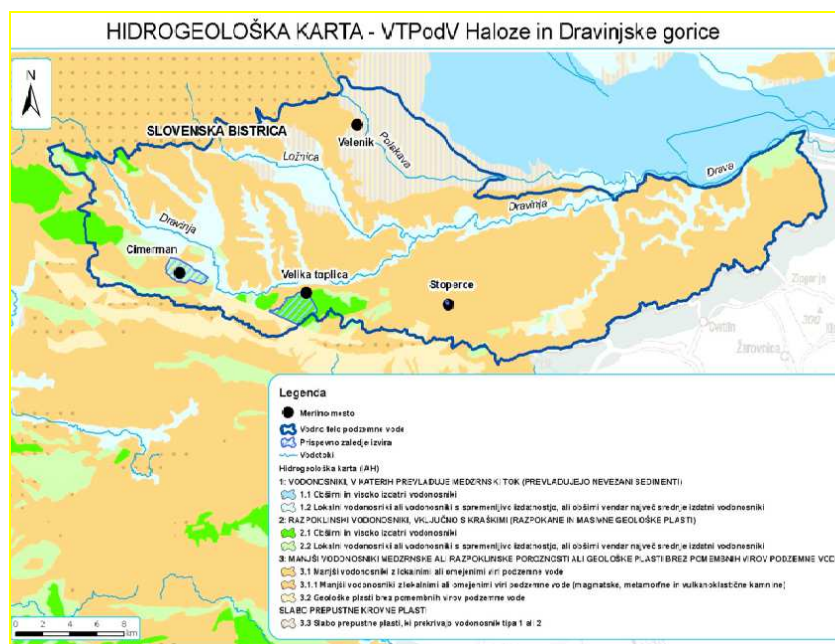 HIDROGEOLOŠKA KARTA - VTPodV Haloze in Dravinjske gorice
N
SLOVENSKA BISTRICA
Velenik
Polskava
Ložnica
Drava
Dravinja
Dravinja
Cimerman
Velika toplica
Stoperce
Žarovnica
Legenda
Merilno mesto
Vodno telo podzemne vode
Prispevno zaledje izvira
Vodotoki
Hidrogeološka karta (IAH)
1: VODONOSNIKI, V KATERIH PREVLADUJE MEDZRNSKI TOK (PREVLADUJEJO NEVEZANI SEDIMENTI)
1.1 Obširni in visoko izdatni vodonosniki
1.2 Lokalni vodonosniki ali vodonosniki s spremenljivo izdatnostjo, ali obširni vendar največ srednje izdatni vodonosniki
2: RAZPOKLINSKI VODONOSNIKI, VKLJUČNO S KRAŠKIMI (RAZPOKANE IN MASIVNE GEOLOŠKE PLASTI)
2.1 Obširni in visoko izdatni vodonosniki
2.2 Lokalni vodonosniki ali vodonosniki s spremenljivo izdatnostjo, ali obširni vendar največ srednje izdatni vodonosniki
3: MANJŠI VODONOSNIKI MEDZRNSKE ALI RAZPOKLINSKE POROZNOSTI ALI GEOLOŠKE PLASTI BREZ POMEMBNIH VIROV PODZEMNE VODE
3.1 Manjši vodonosniki z lokalnimi ali omejenimi viri podzemne vode
3.1.1 Manjši vodonosniki z lokalnimi ali omejenimi viri podzemne vode (magmatske, metamorfne in vulkanoklastične kamnine)
3.2 Geološke plasti brez pomembnih virov podzemne vode
SLABO PREPUSTNE KROVNE PLASTI
3.3 Slabo prepustne plasti, ki prekrivajo vodonosnik tipa 1 ali 2
0 2 4 8
km